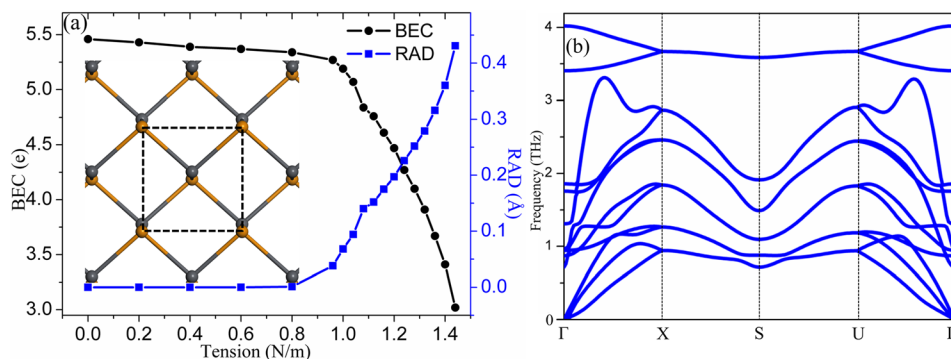 (a)
BEC
RAD
5.5
5.0
4.5
4.0
3.5
3.0
BEC (e)
0.4
0.3
0.2
0.1
0.0
RAD (Å)
0.0 0.2 0.4 0.6 0.8 1.0 1.2 1.4
Tension (N/m)
(b)
4
3
2
1
0
Frequency (THz)
Γ X S U